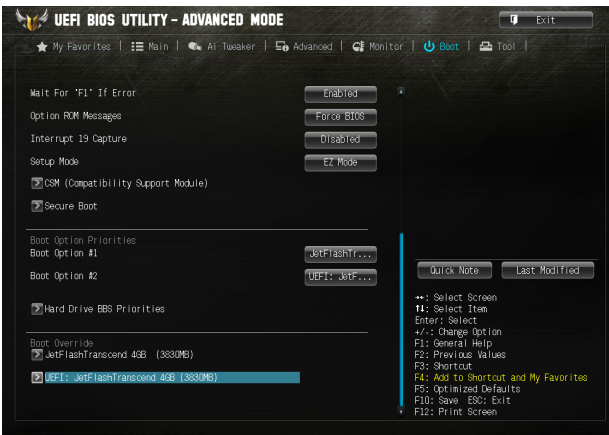 UEFI BIOS UTILITY – ADVANCED MODE
Exit
My Favorites | Main | Ai Tweaker | Advanced | Monitor | Boot | Tool |
Wait For 'F1' If Error Enabled
Option ROM Messages Force BIOS
Interrupt 19 Capture Disabled
Setup Mode EZ Mode
CSM (Compatibility Support Module)
Secure Boot
Boot Option Priorities
Boot Option #1 JetFlashTr...
Boot Option #2 UEFI: JetF...
Hard Drive BBS Priorities
Boot Override
JetFlashTranscend 4GB (3830MB)
UEFI: JetFlashTranscend 4GB (3830MB)
Quick Note Last Modified
→←: Select Screen
↑↓: Select Item
Enter: Select
+/-: Change Option
F1: General Help
F2: Previous Values
F3: Shortcut
F4: Add to Shortcut and My Favorites
F5: Optimized Defaults
F10: Save ESC: Exit
F12: Print Screen